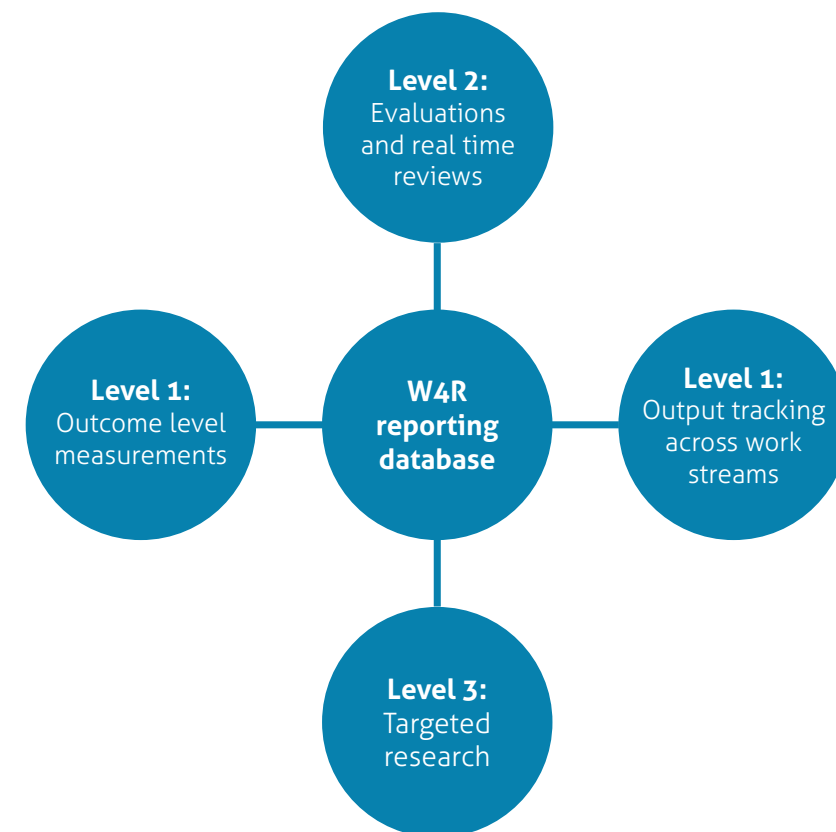 Level 2:
Evaluations
and real time
reviews
Level 1:
Outcome level
measurements
W4R
reporting
database
Level 1:
Output tracking
across work
streams
Level 3:
Targeted
research